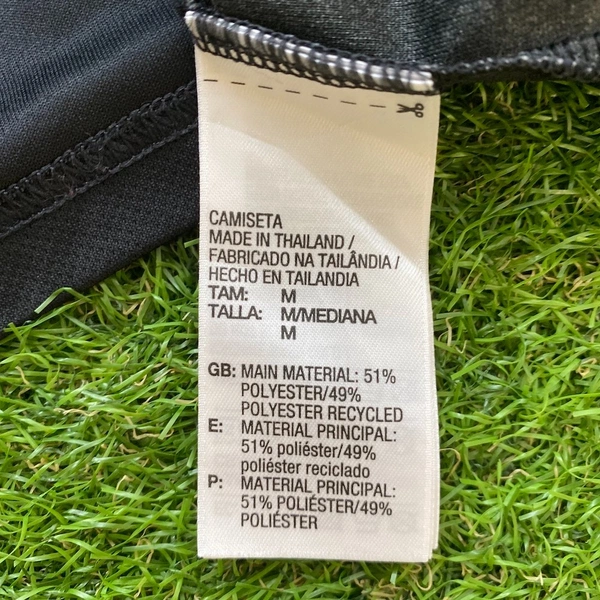 CAMISETA
MADE IN THAILAND /
FABRICADO NA TAILÂNDIA /
HECHO EN TAILANDIA
TAM: M
TALLA: M/MEDIANA
M
GB: MAIN MATERIAL: 51%
POLYESTER/49%
POLYESTER RECYCLED
E: MATERIAL PRINCIPAL:
51% poliéster/49%
poliéster reciclado
P: MATERIAL PRINCIPAL:
51% POLIÉSTER/49%
POLIÉSTER